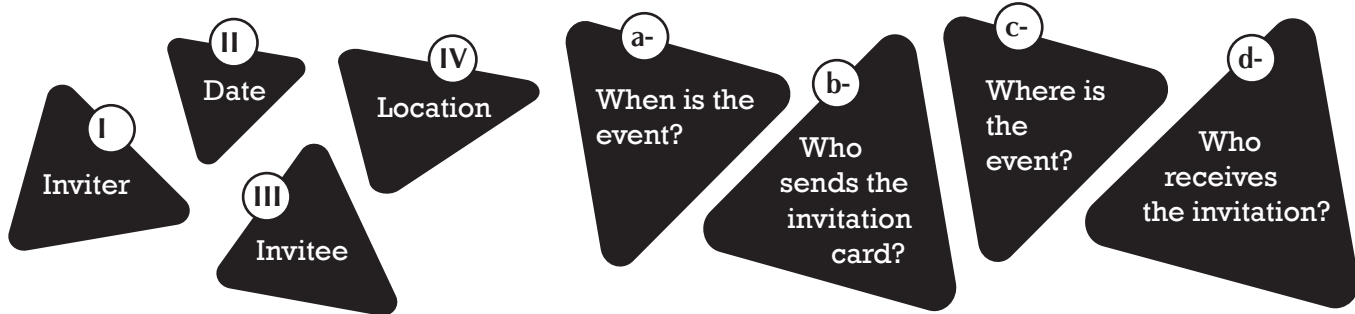 I
Inviter
II
Date
III
Invitee
IV
Location
a-
When is the
event?
b-
Who
sends the
invitation
card?
c-
Where is
the
event?
d-
Who
receives
the invitation?